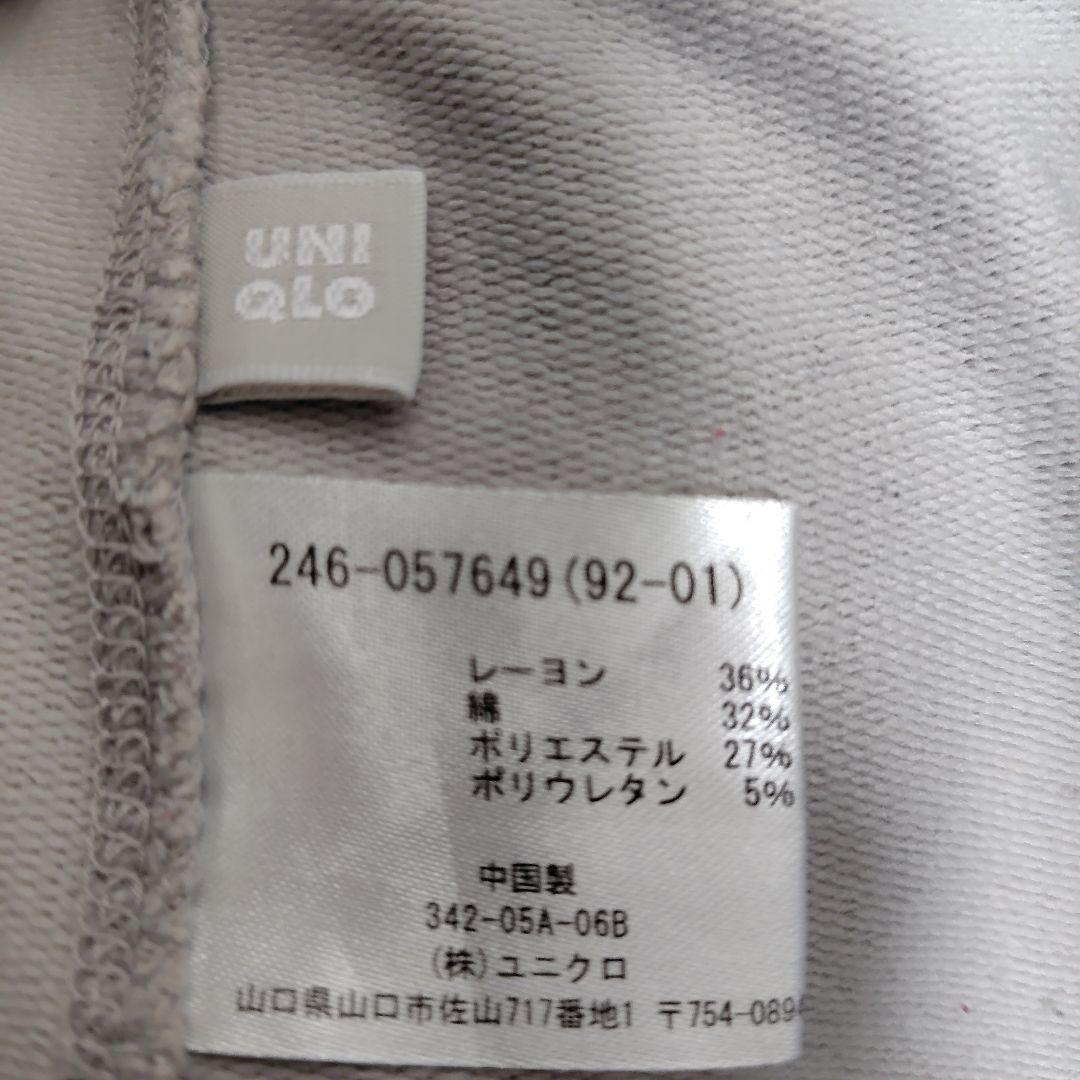 UNI
QLO
246-057649(92-01)
レーヨン 36%
綿 32%
ポリエステル 27%
ポリウレタン 5%
中国製
342-05A-06B
(株)ユニクロ
山口県山口市佐山717番地1 〒754-089